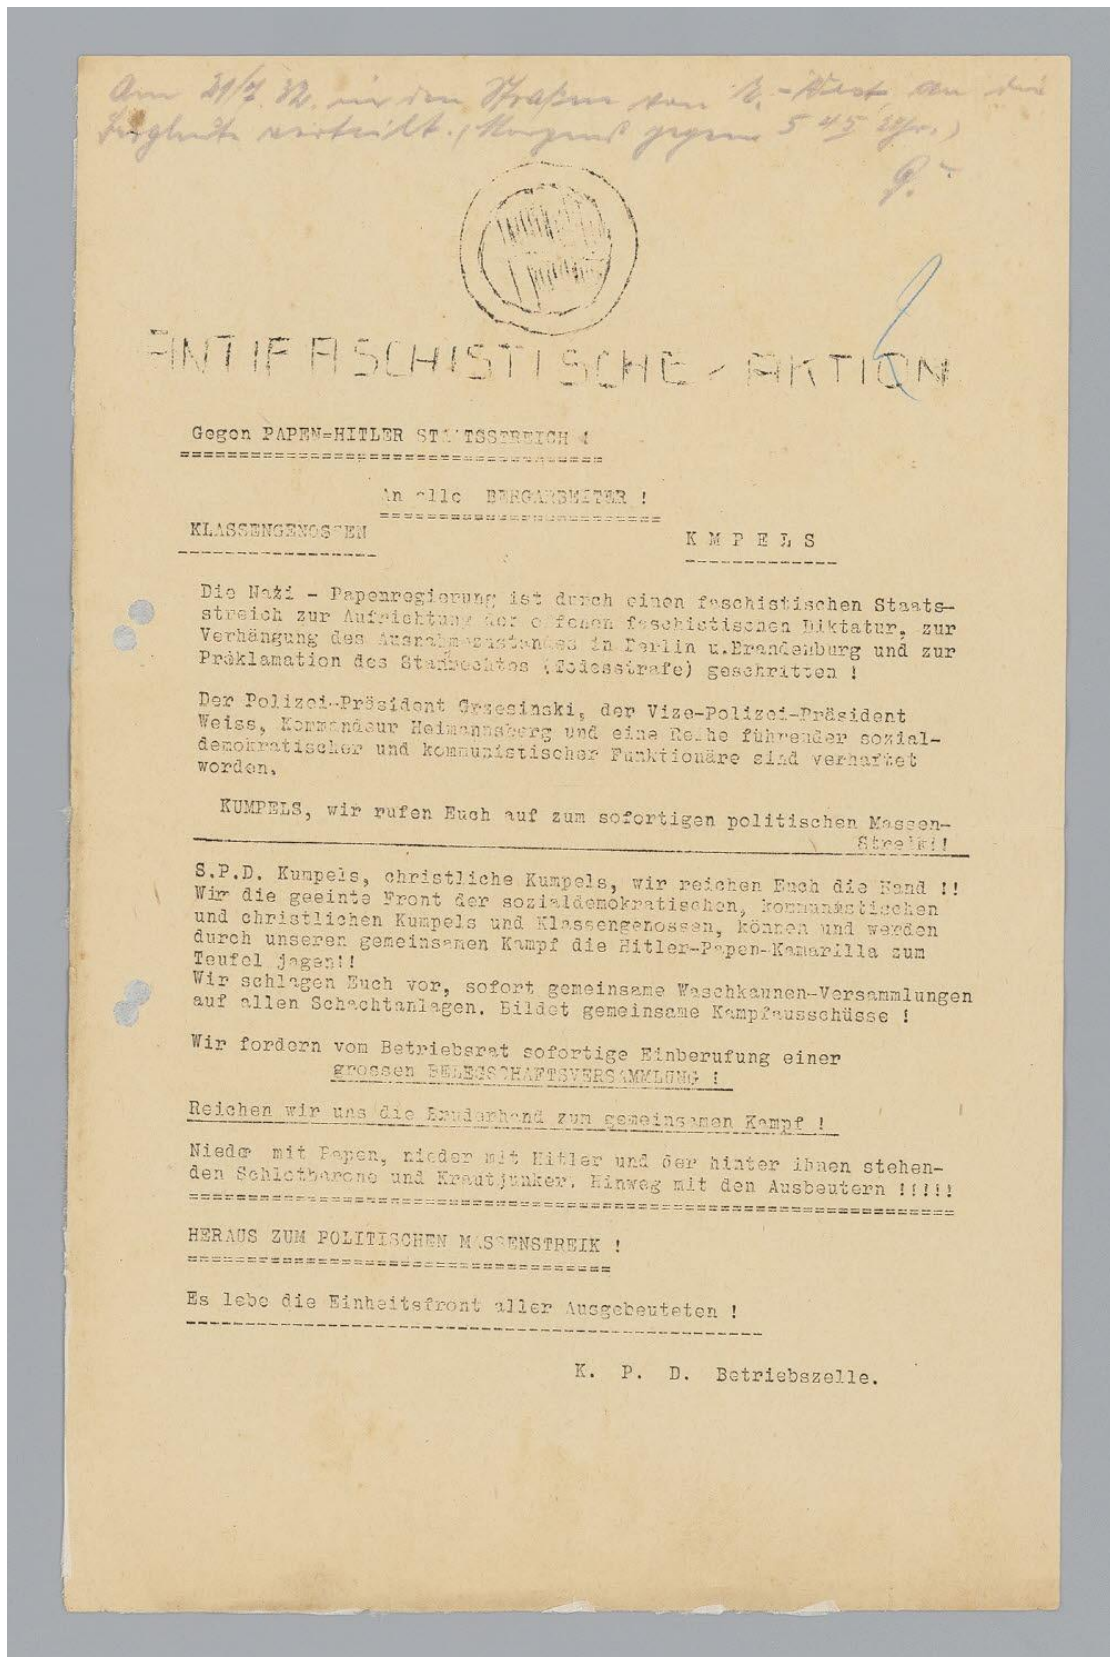 Am 21/7. 32. in den Straßen von R.-West, an die
Bergleute verteilt. (Morgens gegen 5 45 Uhr.)
G.
ANTIFASCHISTISCHE-AKTION
Gegen PAPEN=HITLER STAATSSTREICH !
An alle BERGARBEITER !
KLASSENGENOSSEN
K M P E L S
Die Nazi - Papenregierung ist durch einen faschistischen Staats-
streich zur Aufrichtung der offenen faschistischen Diktatur, zur
Verhängung des Ausnahmezustandes in Berlin u.Brandenburg und zur
Proklamation des Standrechtes (Todesstrafe) geschritten !
Der Polizei-Präsident Grzesinski, der Vize-Polizei-Präsident
Weiss, Kommandeur Heimannsberg und eine Reihe führender sozial-
demokratischer und kommunistischer Funktionäre sind verhaftet
worden.
KUMPELS, wir rufen Euch auf zum sofortigen politischen Massen-
Streik!!
S.P.D. Kumpels, christliche Kumpels, wir reichen Euch die Hand !!
Wir die geeinte Front der sozialdemokratischen, kommunistischen
und christlichen Kumpels und Klassengenossen, können und werden
durch unseren gemeinsamen Kampf die Hitler-Papen-Kamarilla zum
Teufel jagen!!
Wir schlagen Euch vor, sofort gemeinsame Waschkaunen-Versammlungen
auf allen Schachtanlagen. Bildet gemeinsame Kampfausschüsse !
Wir fordern vom Betriebsrat sofortige Einberufung einer
grossen BELEGSCHAFTSVERSAMMLUNG !
Reichen wir uns die Bruderhand zum gemeinsamen Kampf !
Nieder mit Papen, nieder mit Hitler und der hinter ihnen stehen-
den Schlotbarone und Krautjunker. Hinweg mit den Ausbeutern !!!!!
HERAUS ZUM POLITISCHEN MASSENSTREIK !
Es lebe die Einheitsfront aller Ausgebeuteten !
K. P. D. Betriebszelle.